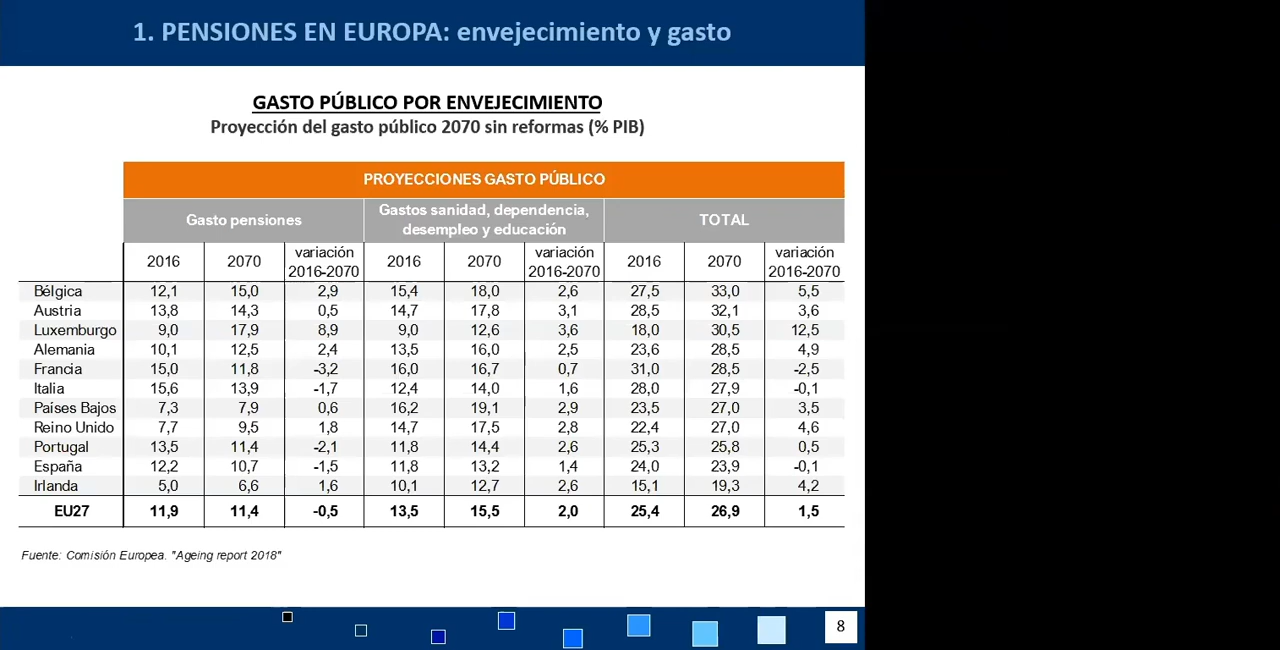 1. PENSIONES EN EUROPA: envejecimiento y gasto
GASTO PÚBLICO POR ENVEJECIMIENTO
Proyección del gasto público 2070 sin reformas (% PIB)
PROYECCIONES GASTO PÚBLICO
Gasto pensiones Gastos sanidad, dependencia, desempleo y educación TOTAL
2016 2070 variación 2016-2070 2016 2070 variación 2016-2070 2016 2070 variación 2016-2070
Bélgica 12,1 15,0 2,9 15,4 18,0 2,6 27,5 33,0 5,5
Austria 13,8 14,3 0,5 14,7 17,8 3,1 28,5 32,1 3,6
Luxemburgo 9,0 17,9 8,9 9,0 12,6 3,6 18,0 30,5 12,5
Alemania 10,1 12,5 2,4 13,5 16,0 2,5 23,6 28,5 4,9
Francia 15,0 11,8 -3,2 16,0 16,7 0,7 31,0 28,5 -2,5
Italia 15,6 13,9 -1,7 12,4 14,0 1,6 28,0 27,9 -0,1
Países Bajos 7,3 7,9 0,6 16,2 19,1 2,9 23,5 27,0 3,5
Reino Unido 7,7 9,5 1,8 14,7 17,5 2,8 22,4 27,0 4,6
Portugal 13,5 11,4 -2,1 11,8 14,4 2,6 25,3 25,8 0,5
España 12,2 10,7 -1,5 11,8 13,2 1,4 24,0 23,9 -0,1
Irlanda 5,0 6,6 1,6 10,1 12,7 2,6 15,1 19,3 4,2
EU27 11,9 11,4 -0,5 13,5 15,5 2,0 25,4 26,9 1,5
Fuente: Comisión Europea. "Ageing report 2018"
8